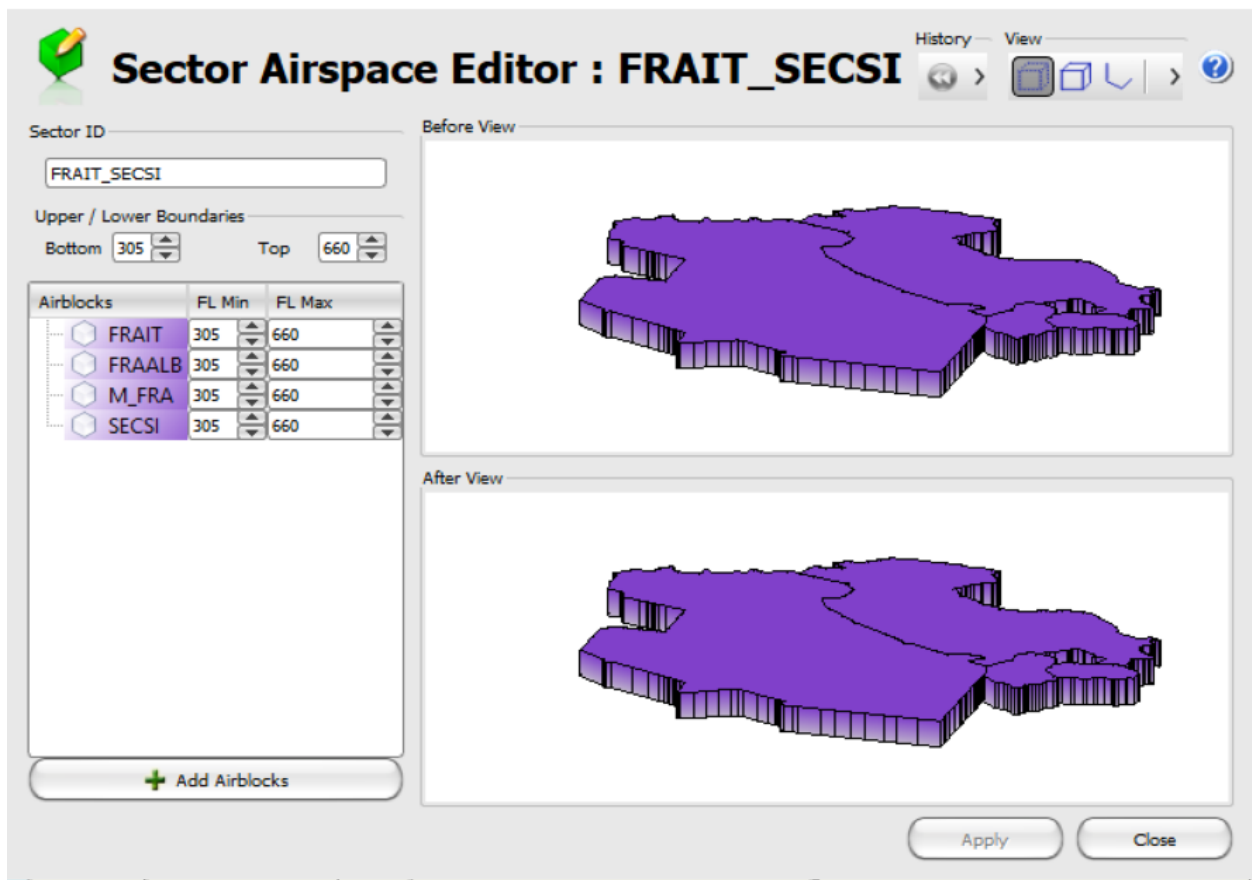 Sector Airspace Editor : FRAIT_SECSI
History
View
Sector ID
FRAIT_SECSI
Upper / Lower Boundaries
Bottom 305 Top 660
Airblocks FL Min FL Max
FRAIT 305 660
FRAALB 305 660
M_FRA 305 660
SECSI 305 660
Add Airblocks
Before View
After View
Apply
Close